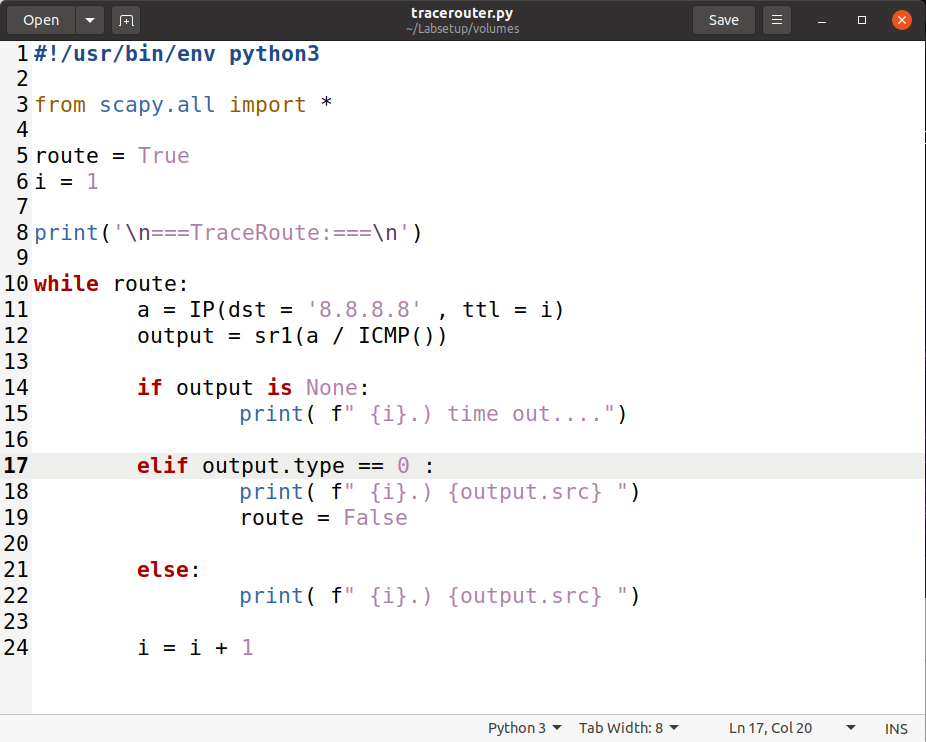 Open
tracerouter.py
~/Labsetup/volumes
Save
1 #!/usr/bin/env python3
2
3 from scapy.all import *
4
5 route = True
6 i = 1
7
8 print('\n===TraceRoute:===\n')
9
10 while route:
11         a = IP(dst = '8.8.8.8' , ttl = i)
12         output = sr1(a / ICMP())
13
14         if output is None:
15                 print( f" {i}.) time out....")
16
17         elif output.type == 0 :
18                 print( f" {i}.) {output.src} ")
19                 route = False
20
21         else:
22                 print( f" {i}.) {output.src} ")
23
24         i = i + 1
Python 3 Tab Width: 8 Ln 17, Col 20 INS